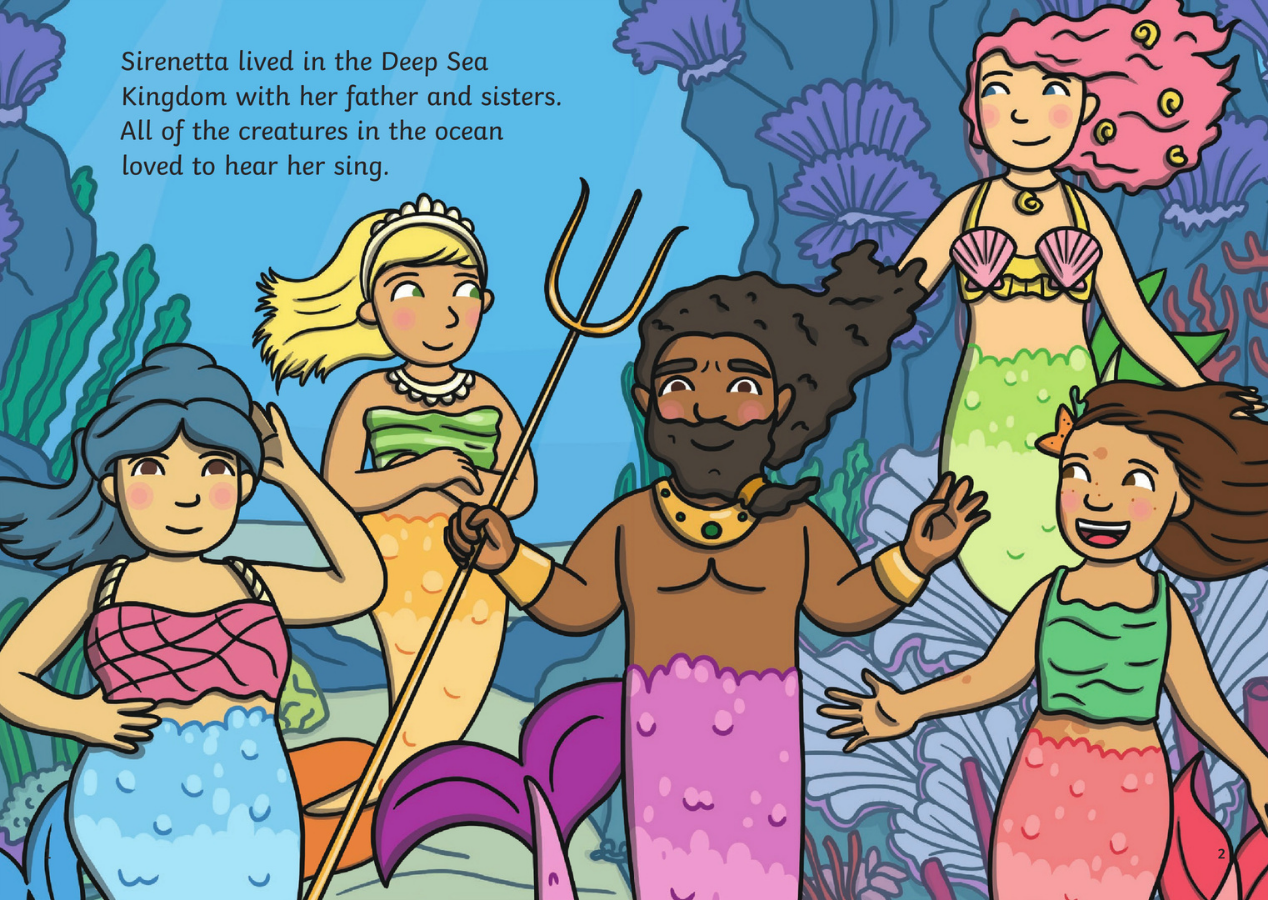 Sirenetta lived in the Deep Sea
Kingdom with her father and sisters.
All of the creatures in the ocean
loved to hear her sing.
2